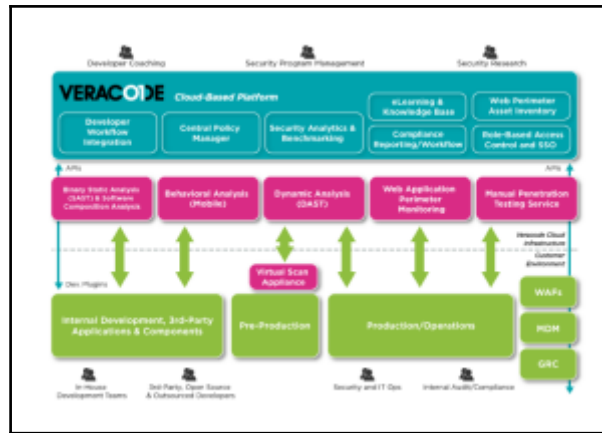 Developer Coaching
Security Program Management
Security Research
VERACODE Cloud-Based Platform
eLearning &
Knowledge Base
Web Perimeter
Asset Inventory
Developer
Workflow
Integration
Central Policy
Manager
Security Analytics &
Benchmarking
Compliance
Reporting/Workflow
Role-Based Access
Control and SSO
APIs
APIs
Binary Static Analysis
(SAST) & Software
Composition Analysis
Behavioral Analysis
(Mobile)
Dynamic Analysis
(DAST)
Web Application
Perimeter
Monitoring
Manual Penetration
Testing Service
Veracode Cloud
Infrastructure
Customer
Environment
Virtual Scan
Appliance
Dev. Plugins
Internal Development, 3rd-Party
Applications & Components
Pre-Production
Production/Operations
WAFs
MDM
GRC
In-House
Development Teams
3rd-Party, Open Source
& Outsourced Developers
Security and IT Ops
Internal Audit/Compliance